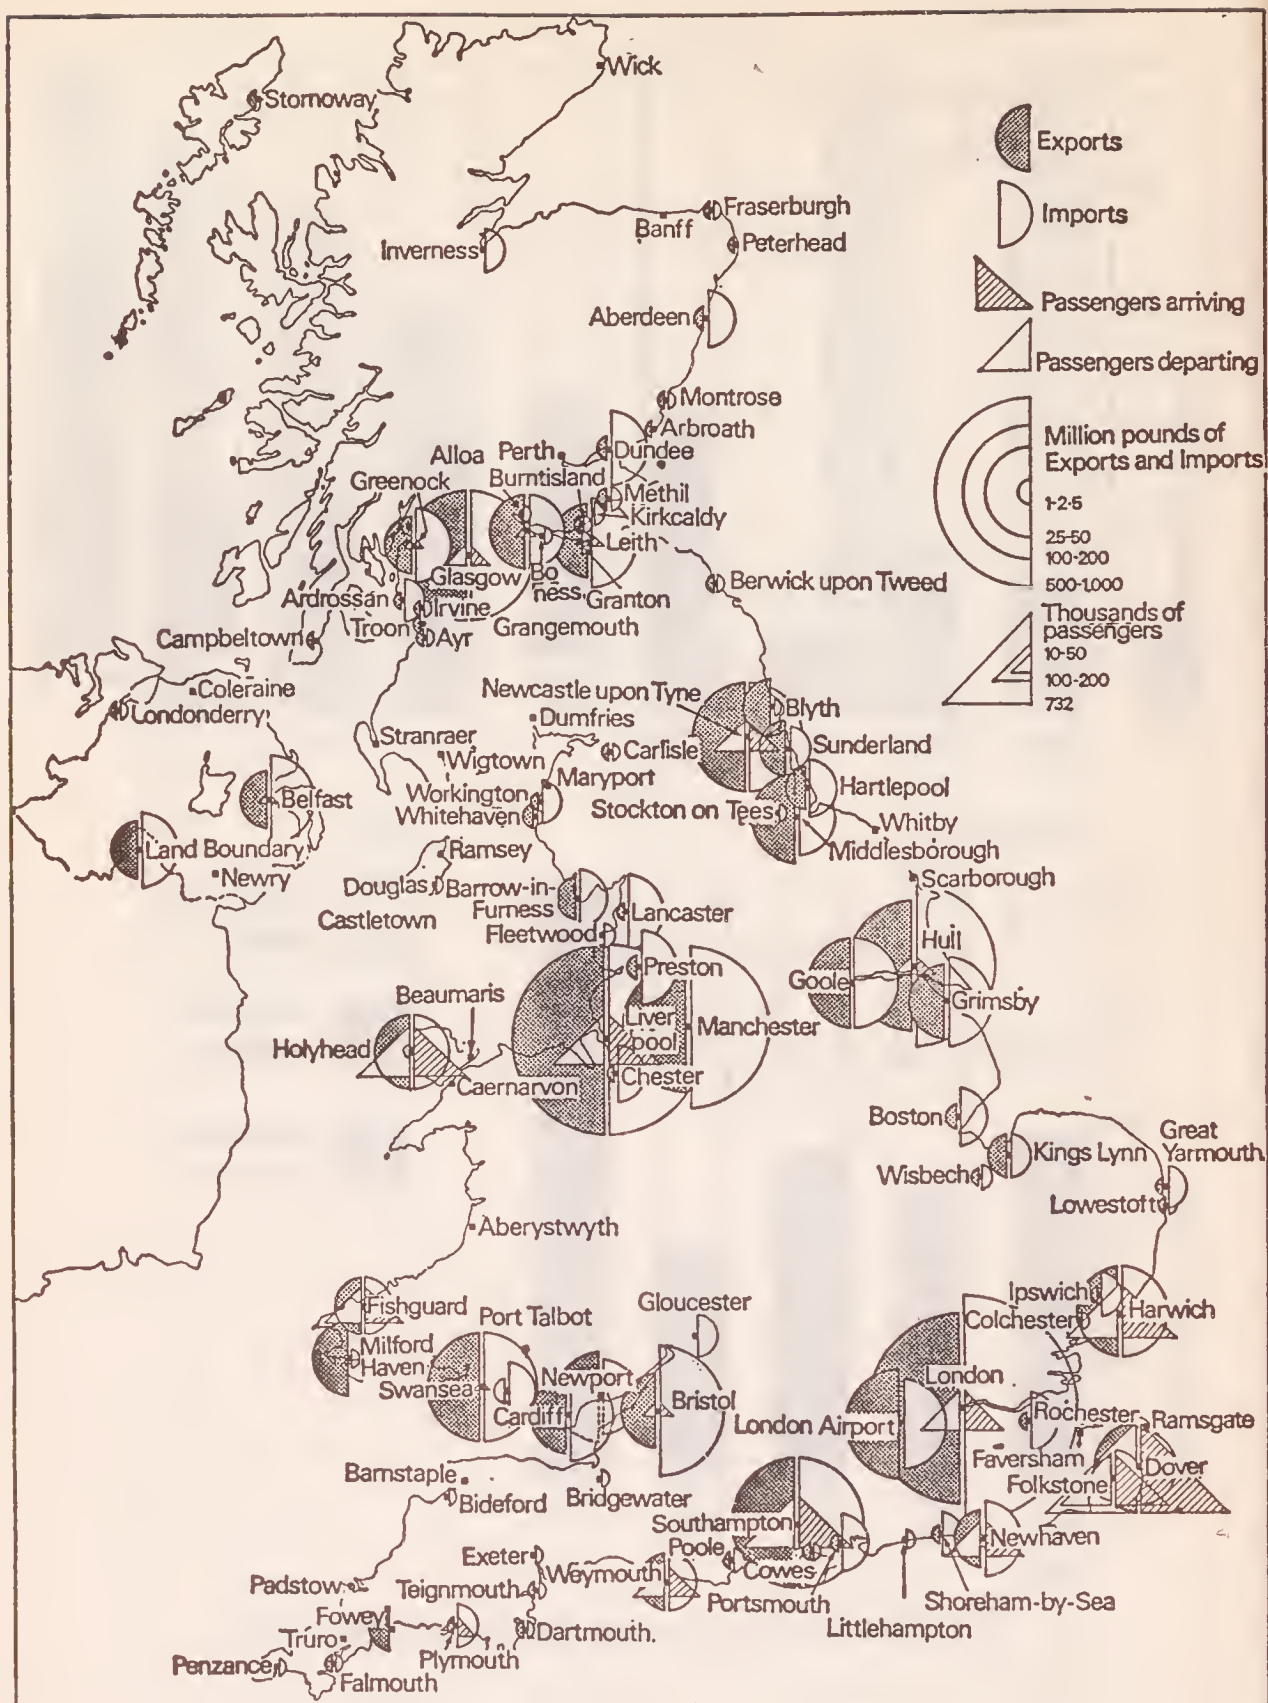 Wick
Stornoway
Exports
Imports
Fraserburgh
Banff
Peterhead
Inverness
Passengers arriving
Aberdeen
Passengers departing
Montrose
Arbroath
Million pounds of
Exports and Imports
1-2·5
25-50
100-200
500-1,000
Alloa
Perth
Dundee
Greenock
Burntisland
Methil
Kirkcaldy
Leith
Glasgow
Bo
ness
Granton
Berwick upon Tweed
Ardrossan
Irvine
Troon
Ayr
Grangemouth
Campbeltown
Thousands of
passengers
10-50
100-200
732
Coleraine
Londonderry
Newcastle upon Tyne
Blyth
Dumfries
Stranraer
Wigtown
Carlisle
Sunderland
Maryport
Workington
Hartlepool
Belfast
Whitehaven
Stockton on Tees
Whitby
Land Boundary
Ramsey
Middlesborough
Newry
Douglas
Barrow-in-
Furness
Scarborough
Castletown
Lancaster
Fleetwood
Hull
Preston
Goole
Grimsby
Beaumaris
Liver
pool
Manchester
Holyhead
Chester
Caernarvon
Boston
Kings Lynn
Great
Yarmouth
Wisbech
Lowestoft
Aberystwyth
Ipswich
Fishguard
Port Talbot
Gloucester
Colchester
Harwich
Milford
Haven
Swansea
Newport
London
Cardiff
Bristol
London Airport
Rochester
Ramsgate
Faversham
Barnstaple
Folkstone
Dover
Bideford
Bridgewater
Southampton
Newhaven
Exeter
Weymouth
Poole
Cowes
Padstow
Teignmouth
Portsmouth
Shoreham-by-Sea
Fowey
Littlehampton
Truro
Dartmouth.
Plymouth
Penzance
Falmouth